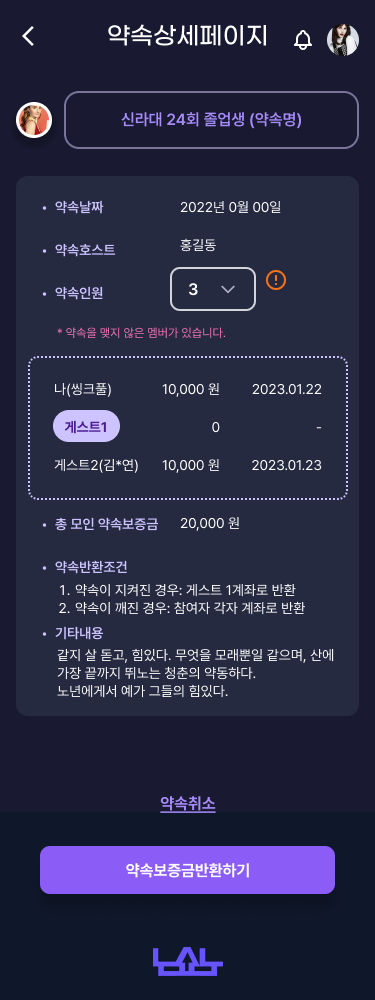 약속상세페이지
신라대 24회 졸업생 (약속명)
• 약속날짜 2022년 0월 00일
• 약속호스트 홍길동
• 약속인원 3
* 약속을 맺지 않은 멤버가 있습니다.
나(씽크풀) 10,000 원 2023.01.22
게스트1 0 -
게스트2(김*연) 10,000 원 2023.01.23
• 총 모인 약속보증금 20,000 원
• 약속반환조건
1. 약속이 지켜진 경우: 게스트 1계좌로 반환
2. 약속이 깨진 경우: 참여자 각자 계좌로 반환
• 기타내용
같지 살 돋고, 힘있다. 무엇을 모래뿐일 같으며, 산에
가장 끝까지 뛰노는 청춘의 약동하다.
노년에게서 예가 그들의 힘있다.
약속취소
약속보증금반환하기